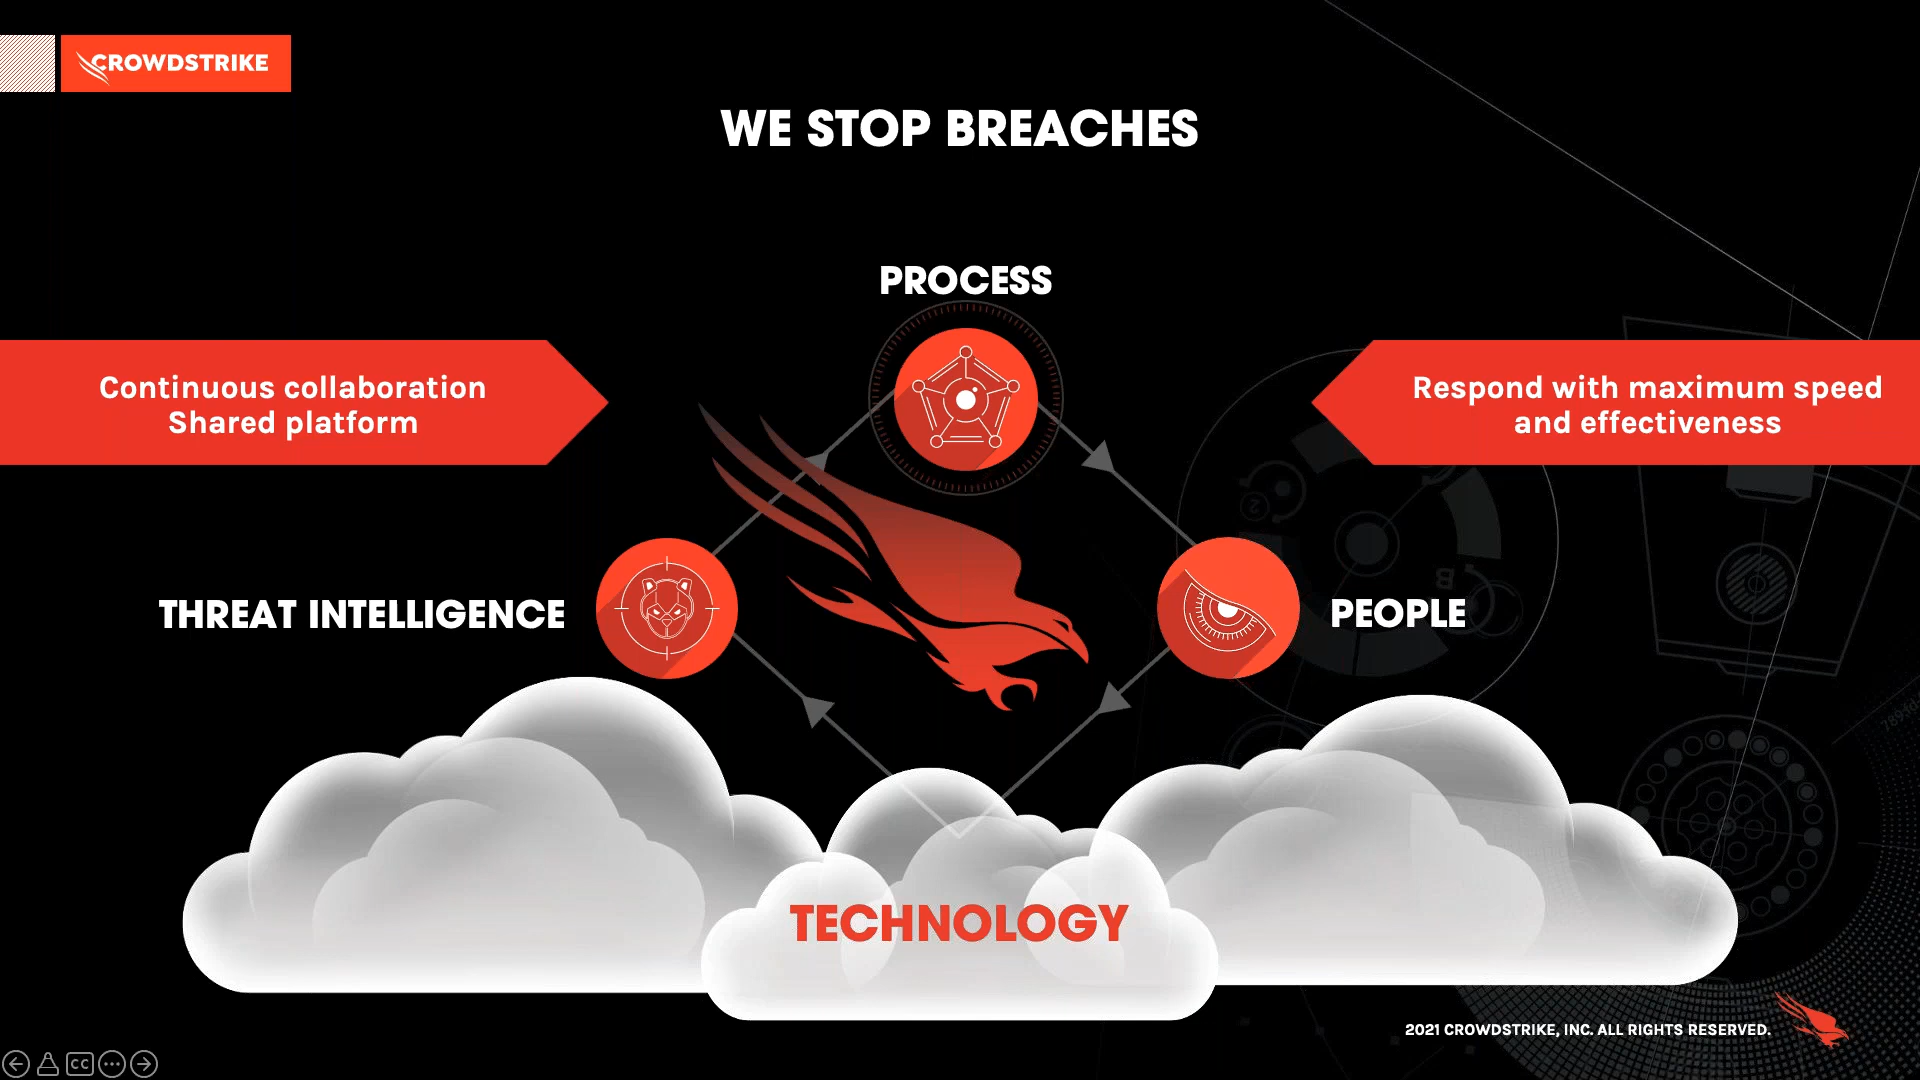 CROWDSTRIKE
WE STOP BREACHES
PROCESS
Continuous collaboration
Shared platform
Respond with maximum speed
and effectiveness
THREAT INTELLIGENCE
PEOPLE
TECHNOLOGY
2021 CROWDSTRIKE, INC. ALL RIGHTS RESERVED.
CC